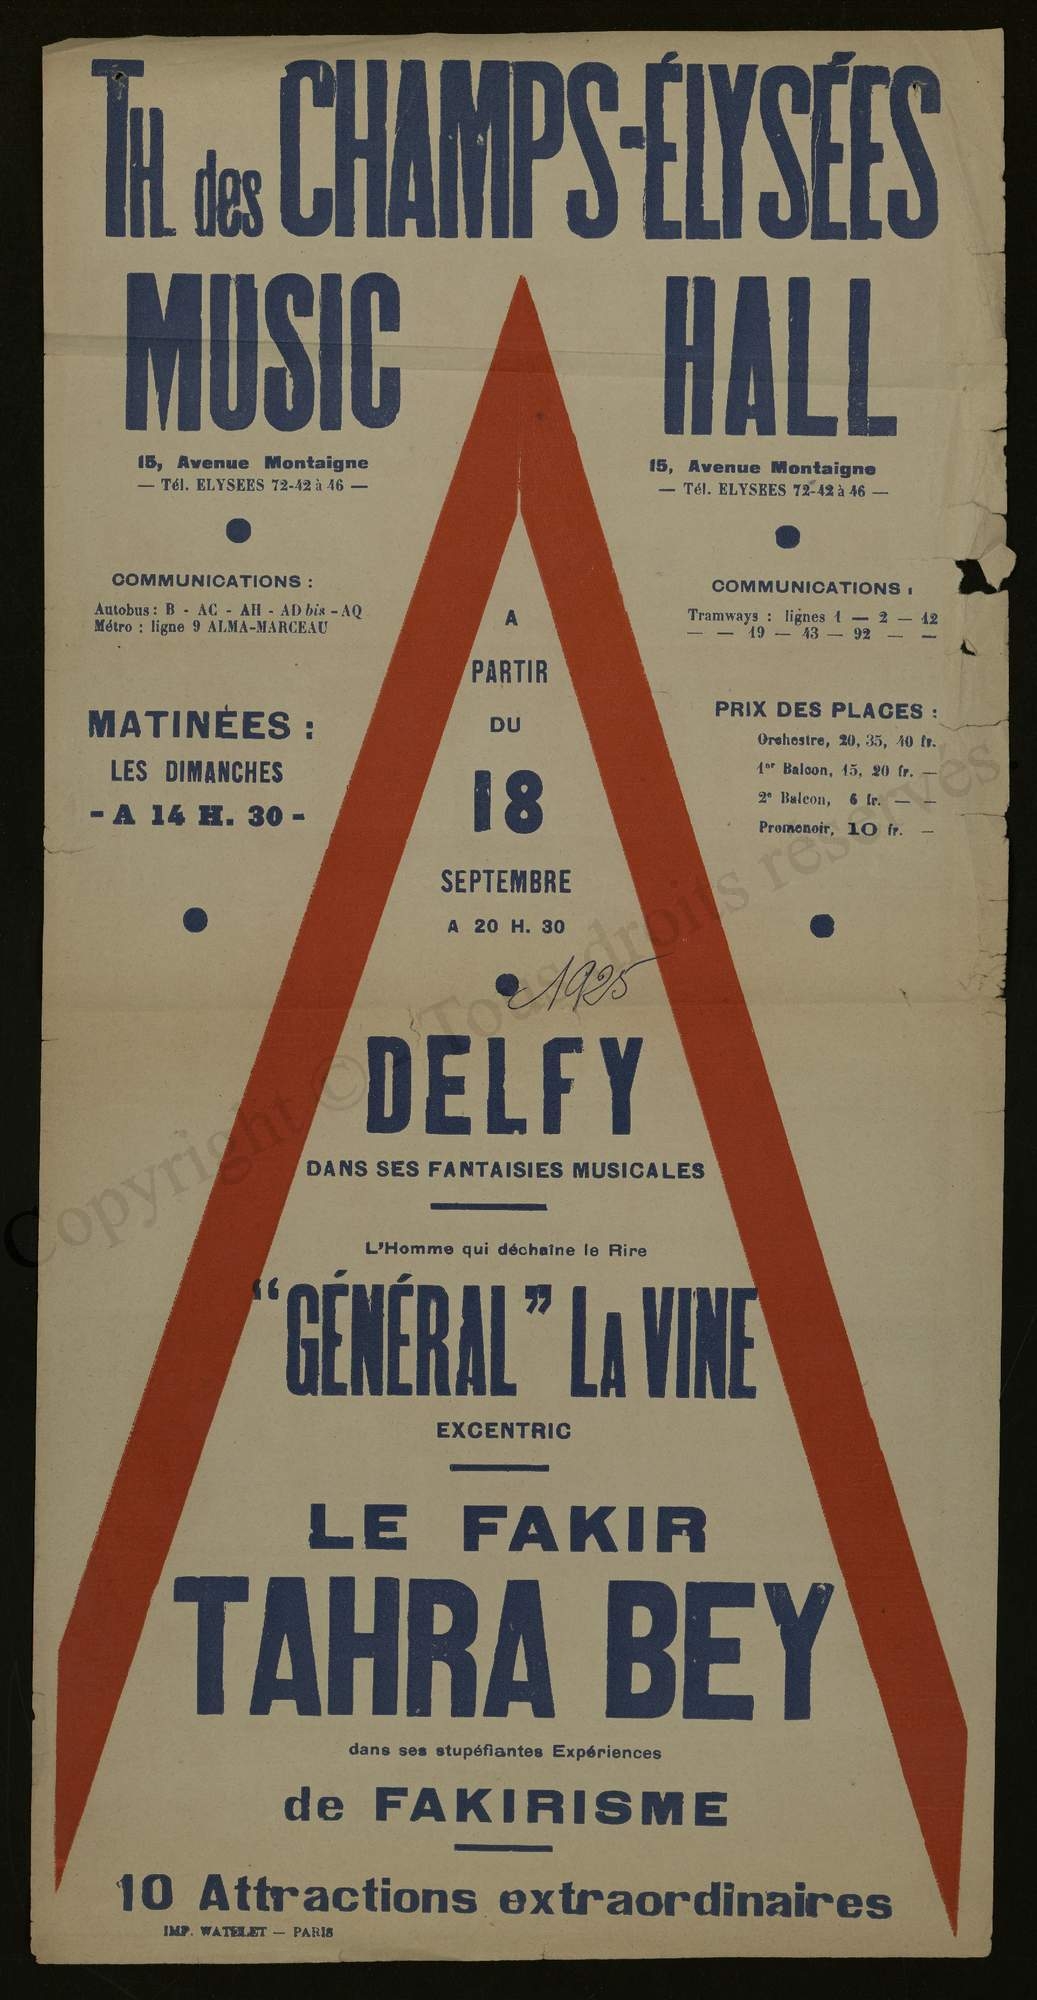 TH. des CHAMPS-ÉLYSÉES
MUSIC HALL
15, Avenue Montaigne
— Tél. ELYSEES 72-42 à 46 —
COMMUNICATIONS :
Autobus : B - AC - AH - AD bis - AQ
Métro : ligne 9 ALMA-MARCEAU
MATINÉES :
LES DIMANCHES
- A 14 H. 30 -
15, Avenue Montaigne
— Tél. ELYSEES 72-42 à 46 —
COMMUNICATIONS :
Tramways : lignes 1 — 2 — 12
— — 19 — 43 — 92 — —
PRIX DES PLACES :
Orchestre, 20, 35, 40 fr.
1er Balcon, 15, 20 fr. —
2e Balcon, 6 fr. — —
Promenoir, 10 fr. —
A
PARTIR
DU
18
SEPTEMBRE
A 20 H. 30
1925
DELFY
DANS SES FANTAISIES MUSICALES
L'Homme qui déchaîne le Rire
“GÉNÉRAL” LA VINE
EXCENTRIC
LE FAKIR
TAHRA BEY
dans ses stupéfiantes Expériences
de FAKIRISME
10 Attractions extraordinaires
IMP. WATELET — PARIS
Copyright © - Tous droits réservés.